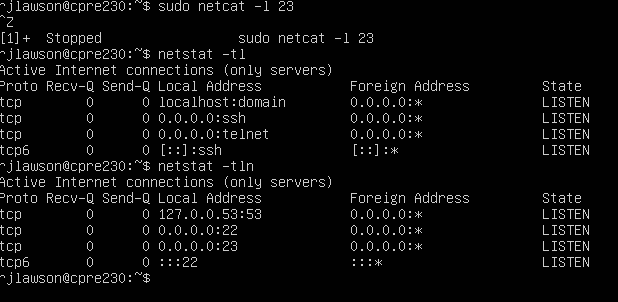 rjlawson@cpre230:~$ sudo netcat -l 23
^Z
[1]+  Stopped                 sudo netcat -l 23
rjlawson@cpre230:~$ netstat -tl
Active Internet connections (only servers)
Proto Recv-Q Send-Q Local Address           Foreign Address         State
tcp        0      0 localhost:domain        0.0.0.0:*               LISTEN
tcp        0      0 0.0.0.0:ssh             0.0.0.0:*               LISTEN
tcp        0      0 0.0.0.0:telnet          0.0.0.0:*               LISTEN
tcp6       0      0 [::]:ssh                [::]:*                  LISTEN
rjlawson@cpre230:~$ netstat -tln
Active Internet connections (only servers)
Proto Recv-Q Send-Q Local Address           Foreign Address         State
tcp        0      0 127.0.0.53:53           0.0.0.0:*               LISTEN
tcp        0      0 0.0.0.0:22              0.0.0.0:*               LISTEN
tcp        0      0 0.0.0.0:23              0.0.0.0:*               LISTEN
tcp6       0      0 :::22                   :::*                    LISTEN
rjlawson@cpre230:~$